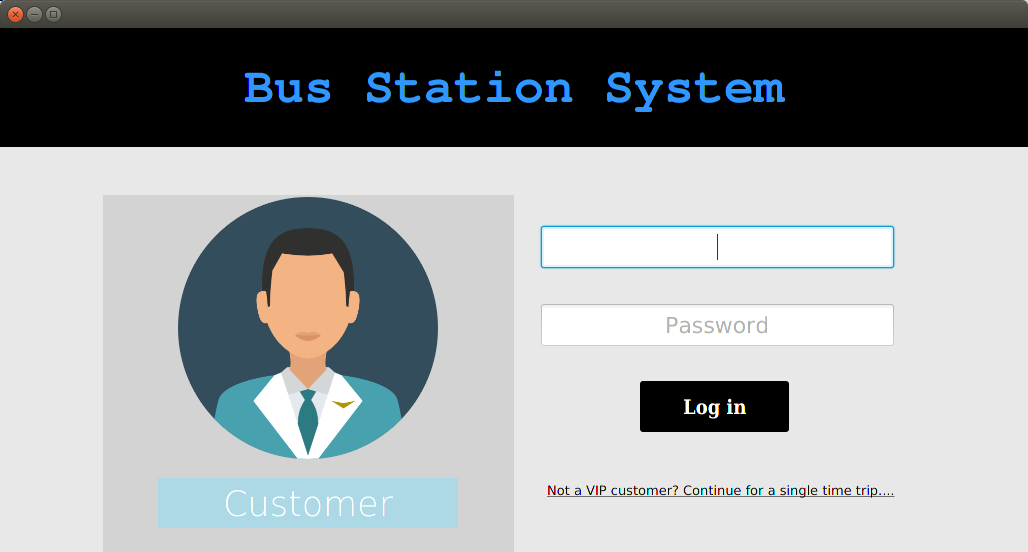 Bus Station System
Password
Log in
Customer
Not a VIP customer? Continue for a single time trip....